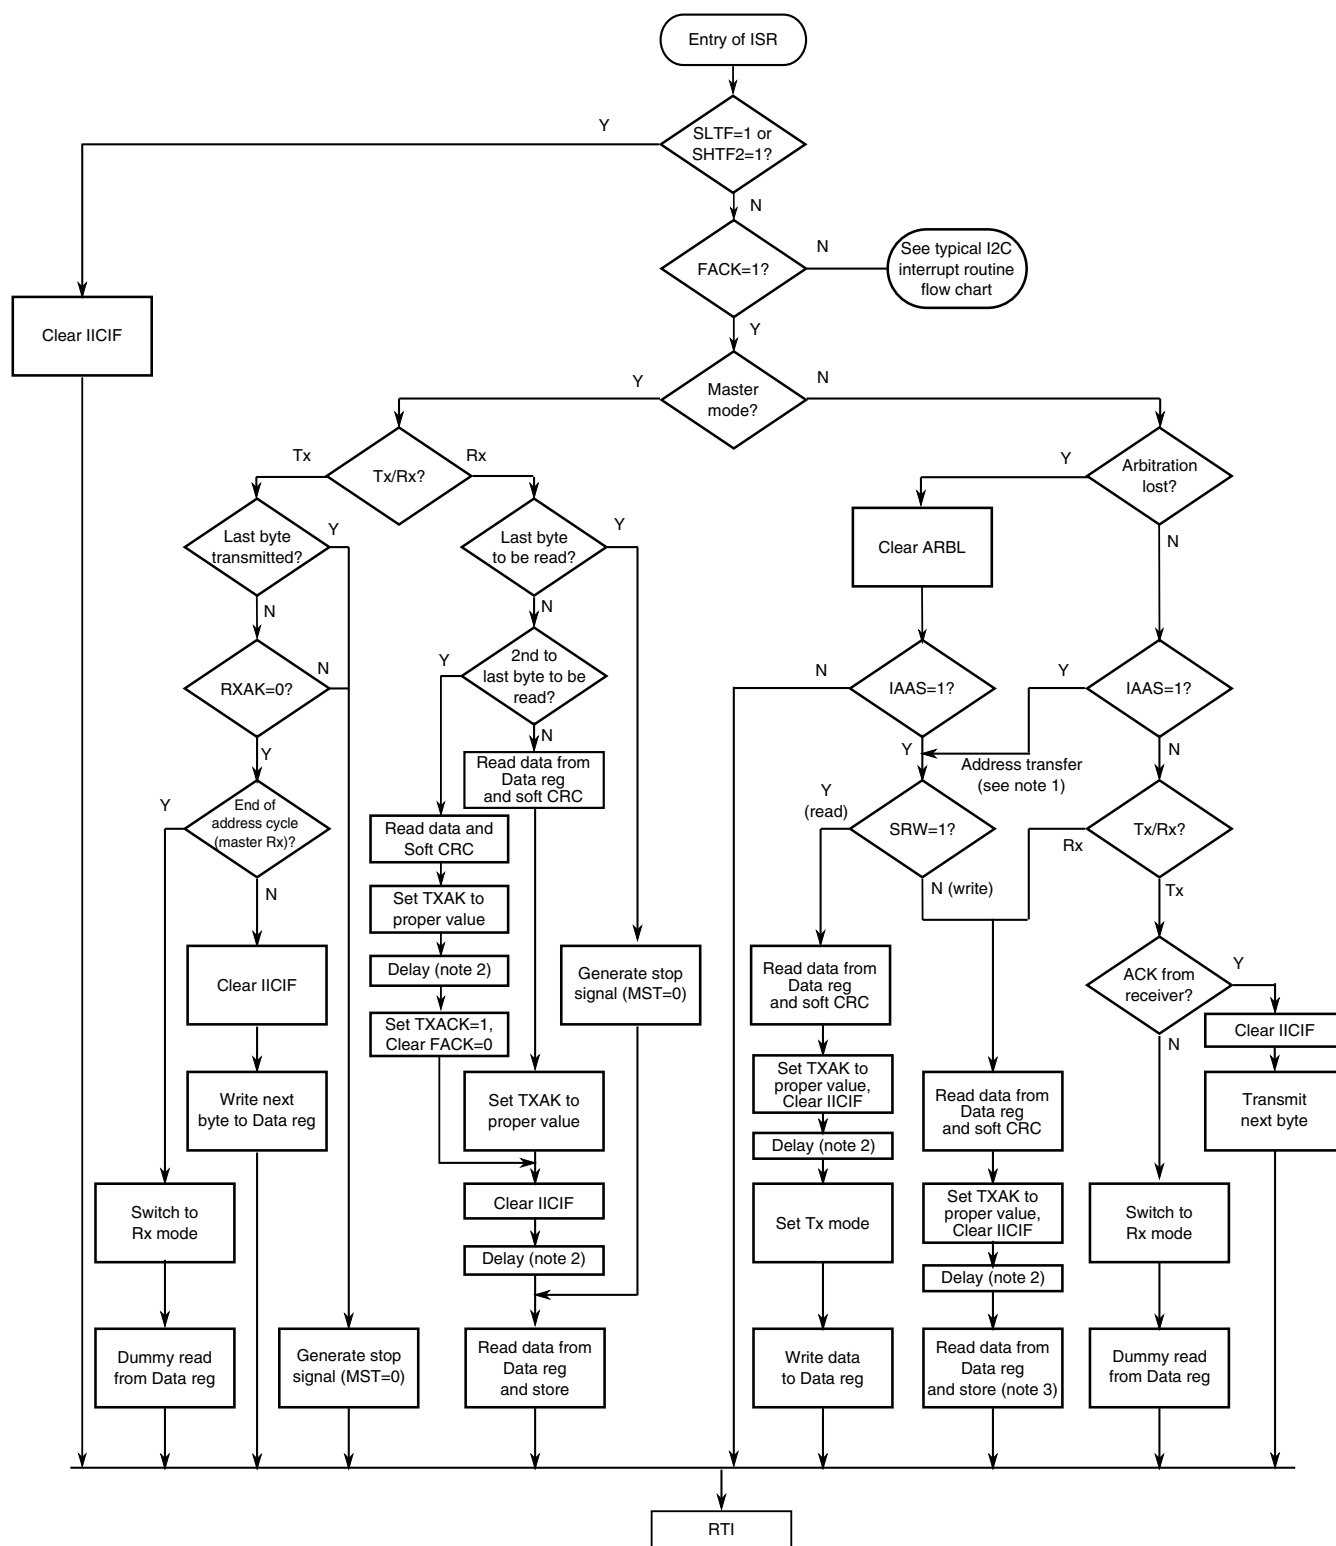 Entry of ISR
Y
SLTF=1 or
SHTF2=1?
N
FACK=1?
N
See typical I2C
interrupt routine
flow chart
Clear IICIF
Y
Y
Master
mode?
N
Tx
Tx/Rx?
Rx
Y
Arbitration
lost?
Last byte
transmitted?
Y
Last byte
to be read?
Y
Clear ARBL
N
N
N
RXAK=0?
N
Y
2nd to
last byte to be
read?
N
IAAS=1?
Y
IAAS=1?
Y
N
Read data from
Data reg
and soft CRC
Y
Address transfer
(see note 1)
N
Y
End of
address cycle
(master Rx)?
Read data and
Soft CRC
Y
(read)
SRW=1?
Rx
Tx/Rx?
N
Set TXAK to
proper value
N (write)
Tx
Clear IICIF
Delay (note 2)
Generate stop
signal (MST=0)
Read data from
Data reg
and soft CRC
ACK from
receiver?
Y
Set TXACK=1,
Clear FACK=0
N
Clear IICIF
Write next
byte to Data reg
Set TXAK to
proper value
Set TXAK to
proper value,
Clear IICIF
Read data from
Data reg
and soft CRC
Transmit
next byte
Delay (note 2)
Switch to
Rx mode
Clear IICIF
Set Tx mode
Set TXAK to
proper value,
Clear IICIF
Switch to
Rx mode
Delay (note 2)
Delay (note 2)
Dummy read
from Data reg
Generate stop
signal (MST=0)
Read data from
Data reg
and store
Write data
to Data reg
Read data from
Data reg
and store (note 3)
Dummy read
from Data reg
RTI